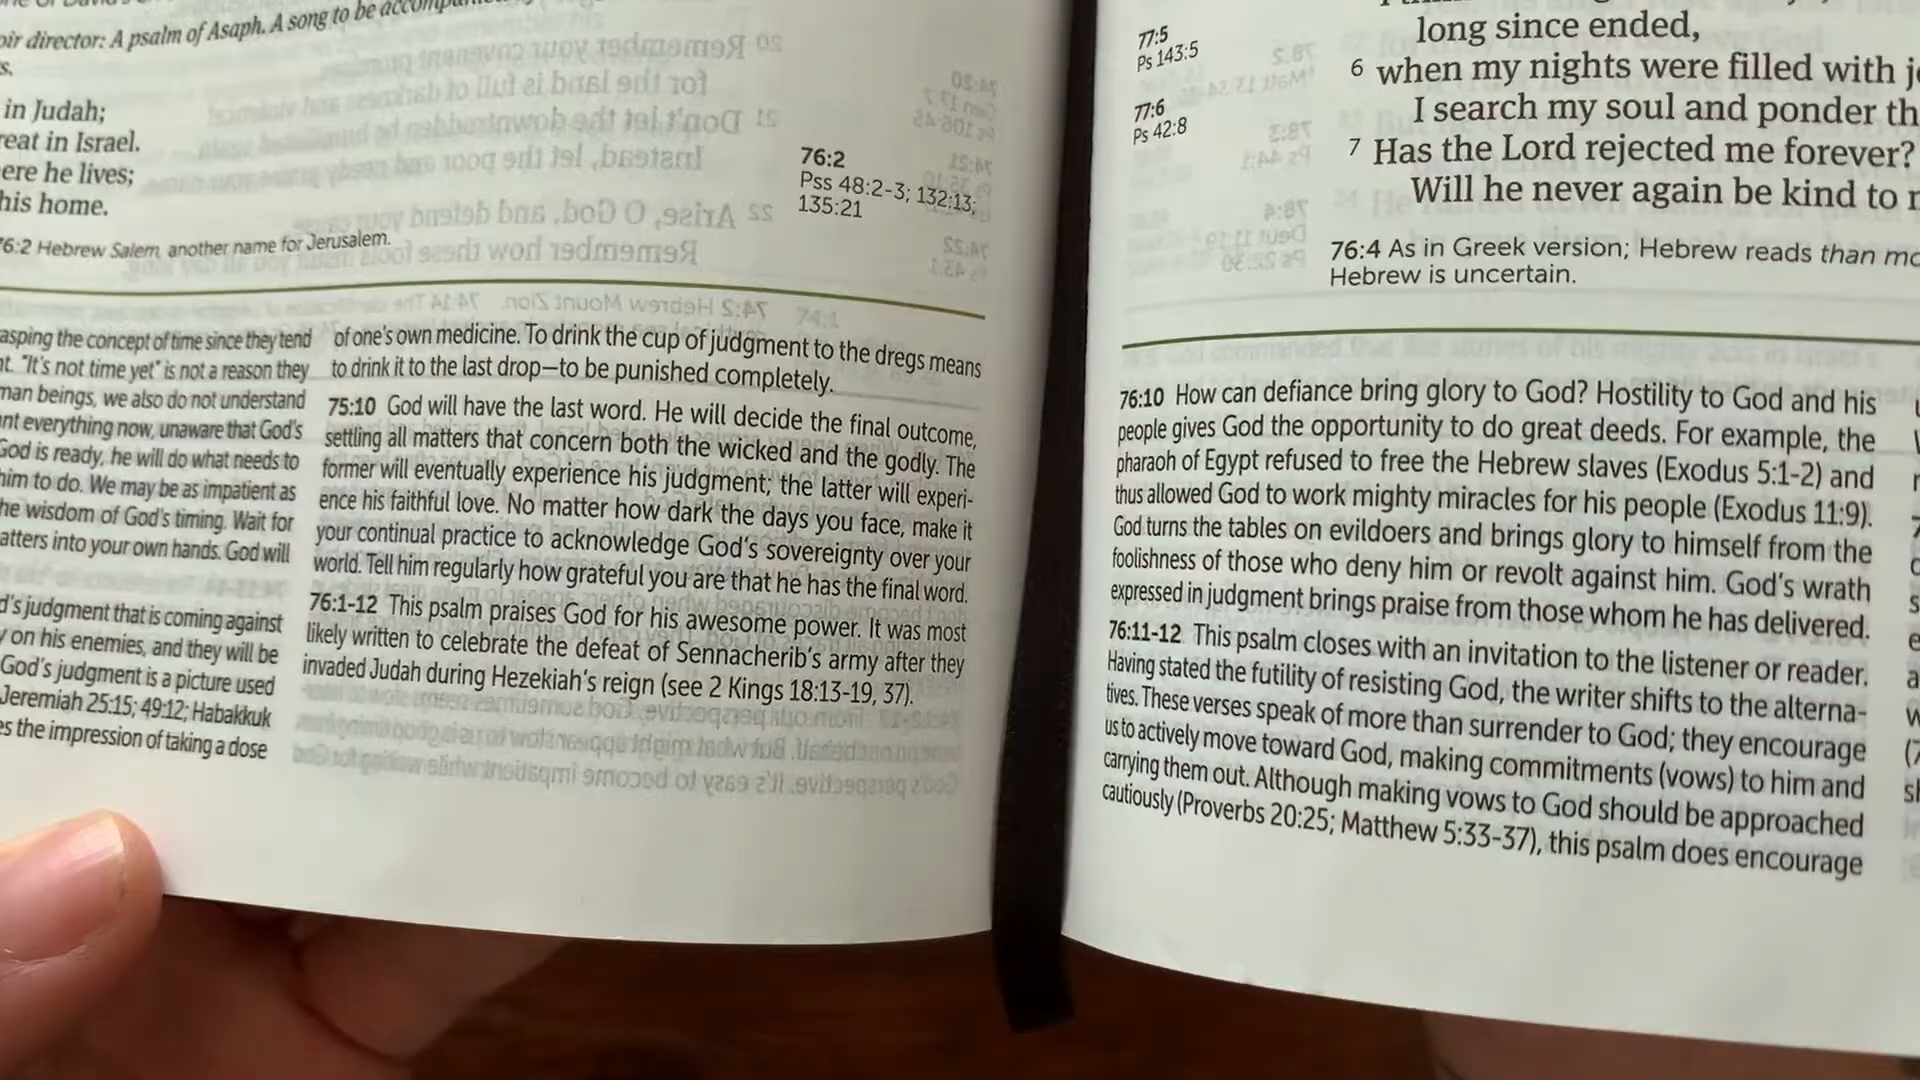 oir director: A psalm of Asaph. A song to be
s.
in Judah;
reat in Israel.
ere he lives;
his home.
76:2
Pss 48:2-3; 132:13;
135:21
76:2 Hebrew Salem, another name for Jerusalem.
asping the concept of time since they tend
nt. "It's not time yet" is not a reason they
man beings, we also do not understand
ant everything now, unaware that God's
God is ready, he will do what needs to
him to do. We may be as impatient as
he wisdom of God's timing. Wait for
atters into your own hands. God will
d's judgment that is coming against
y on his enemies, and they will be
God's judgment is a picture used
Jeremiah 25:15; 49:12; Habakkuk
es the impression of taking a dose
of one's own medicine. To drink the cup of judgment to the dregs means
to drink it to the last drop—to be punished completely.
75:10 God will have the last word. He will decide the final outcome,
settling all matters that concern both the wicked and the godly. The
former will eventually experience his judgment; the latter will experi-
ence his faithful love. No matter how dark the days you face, make it
your continual practice to acknowledge God's sovereignty over your
world. Tell him regularly how grateful you are that he has the final word.
76:1-12 This psalm praises God for his awesome power. It was most
likely written to celebrate the defeat of Sennacherib's army after they
invaded Judah during Hezekiah's reign (see 2 Kings 18:13-19, 37).
77:5
Ps 143:5
77:6
Ps 42:8
long since ended,
6 when my nights were filled with j
I search my soul and ponder th
7 Has the Lord rejected me forever?
Will he never again be kind to
76:4 As in Greek version; Hebrew reads than mo
Hebrew is uncertain.
76:10 How can defiance bring glory to God? Hostility to God and his
people gives God the opportunity to do great deeds. For example, the
pharaoh of Egypt refused to free the Hebrew slaves (Exodus 5:1-2) and
thus allowed God to work mighty miracles for his people (Exodus 11:9).
God turns the tables on evildoers and brings glory to himself from the
foolishness of those who deny him or revolt against him. God's wrath
expressed in judgment brings praise from those whom he has delivered.
76:11-12 This psalm closes with an invitation to the listener or reader.
Having stated the futility of resisting God, the writer shifts to the alterna-
tives. These verses speak of more than surrender to God; they encourage
us to actively move toward God, making commitments (vows) to him and
carrying them out. Although making vows to God should be approached
cautiously (Proverbs 20:25; Matthew 5:33-37), this psalm does encourage